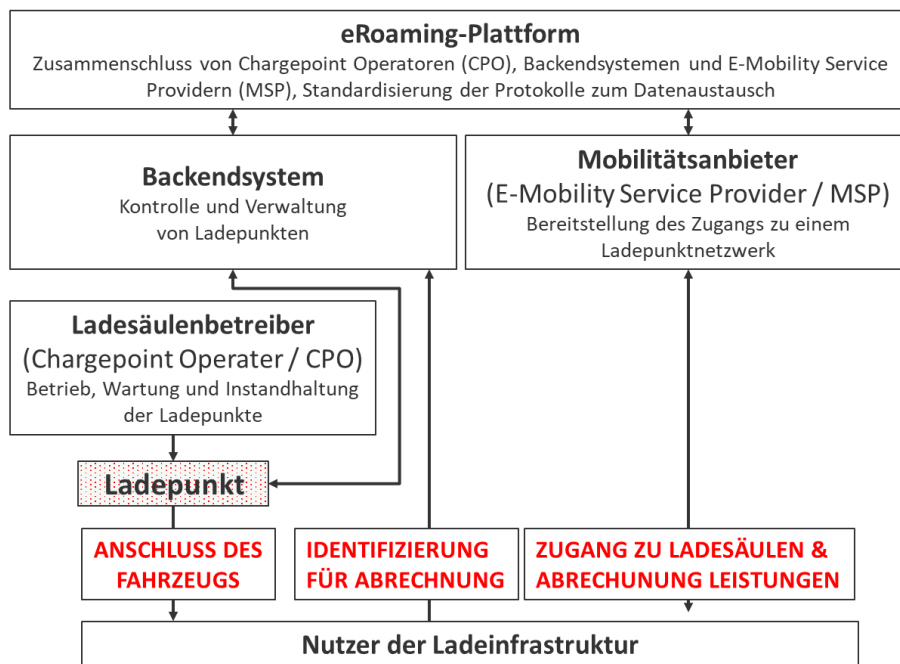 eRoaming-Plattform
Zusammenschluss von Chargepoint Operatoren (CPO), Backendsystemen und E-Mobility Service
Providern (MSP), Standardisierung der Protokolle zum Datenaustausch
Backendsystem
Kontrolle und Verwaltung
von Ladepunkten
Mobilitätsanbieter
(E-Mobility Service Provider / MSP)
Bereitstellung des Zugangs zu einem
Ladepunktnetzwerk
Ladesäulenbetreiber
(Chargepoint Operater / CPO)
Betrieb, Wartung und Instandhaltung
der Ladepunkte
Ladepunkt
ANSCHLUSS DES
FAHRZEUGS
IDENTIFIZIERUNG
FÜR ABRECHNUNG
ZUGANG ZU LADESÄULEN &
ABRECHUNUNG LEISTUNGEN
Nutzer der Ladeinfrastruktur